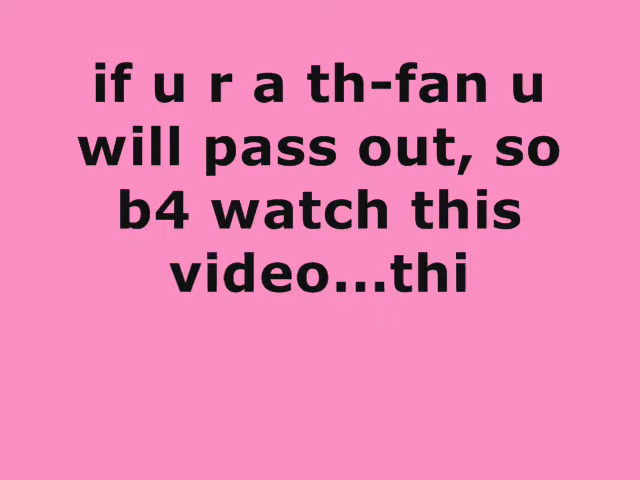 if u r a th-fan u
will pass out, so
b4 watch this
video...thi